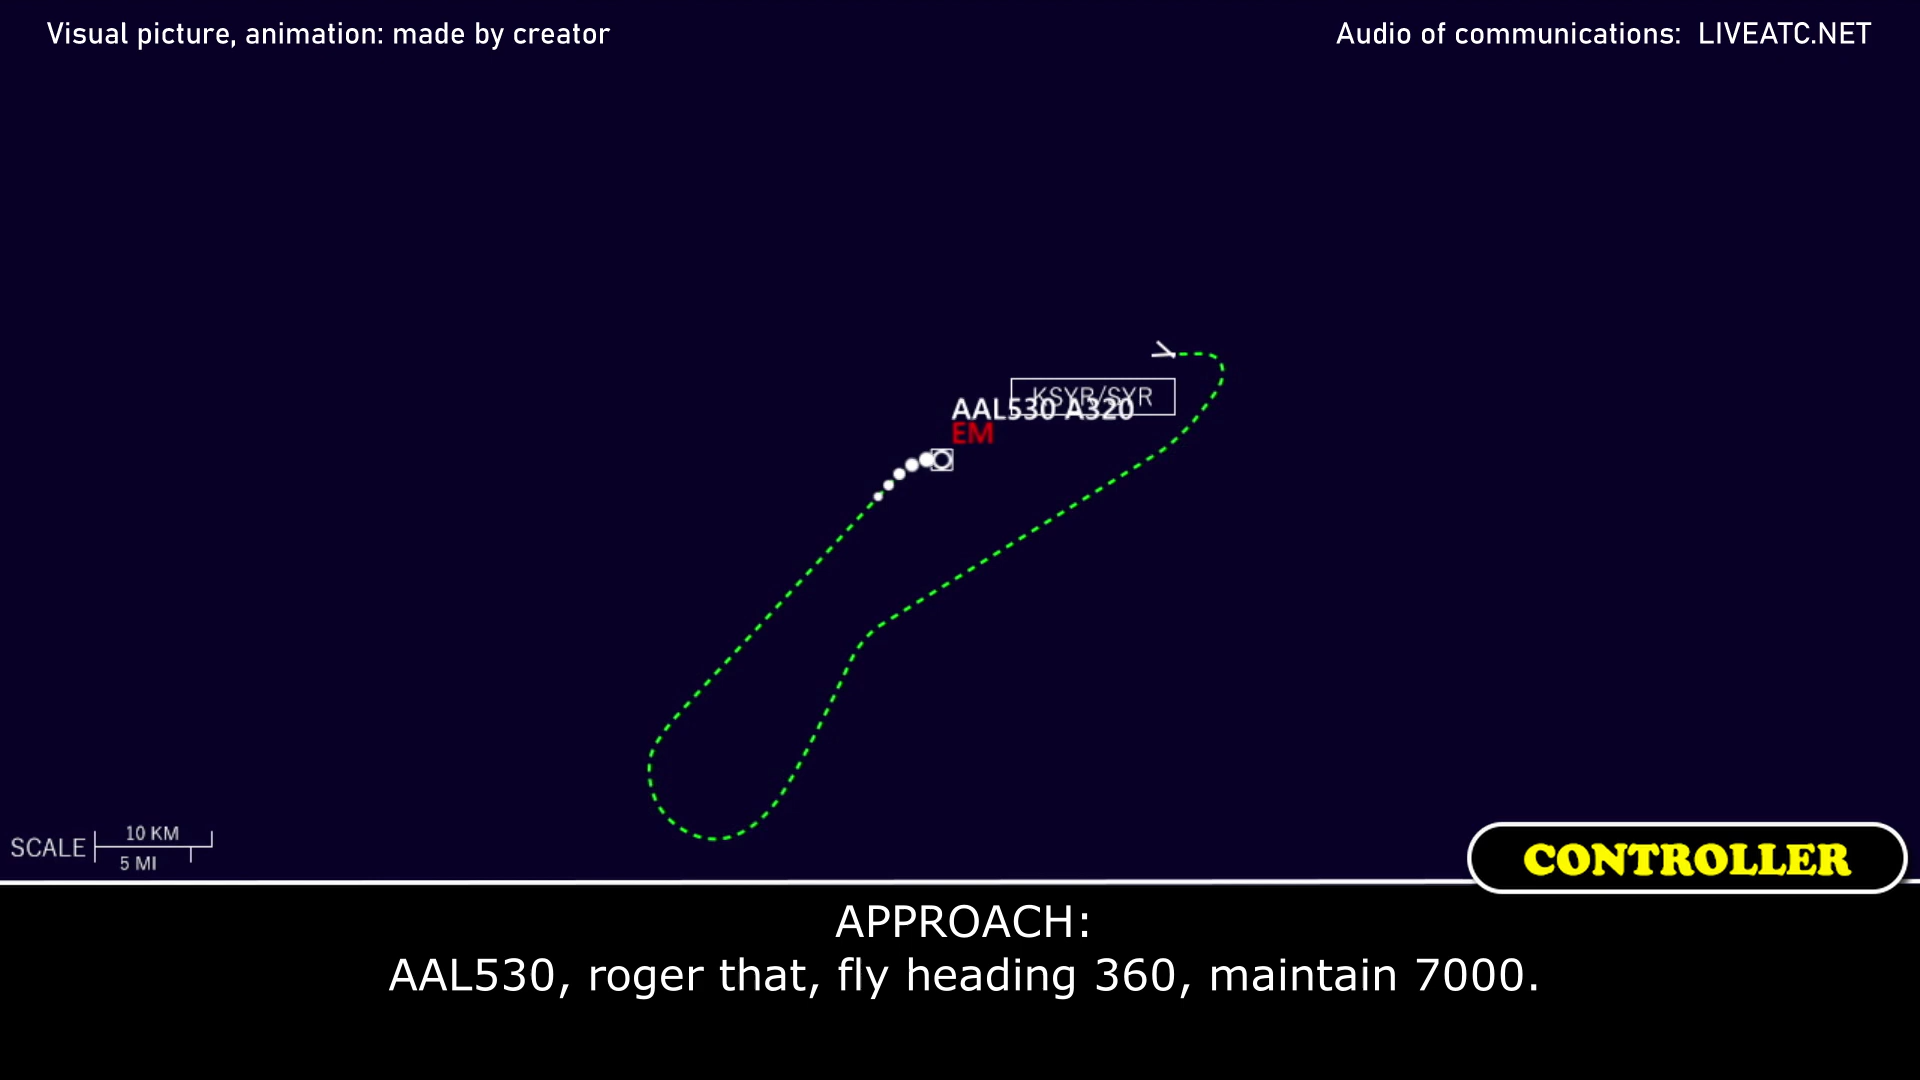 Visual picture, animation: made by creator
Audio of communications: LIVEATC.NET
KSYR/SYR
AAL530 A320
EM
SCALE
10 KM
5 MI
CONTROLLER
APPROACH:
AAL530, roger that, fly heading 360, maintain 7000.